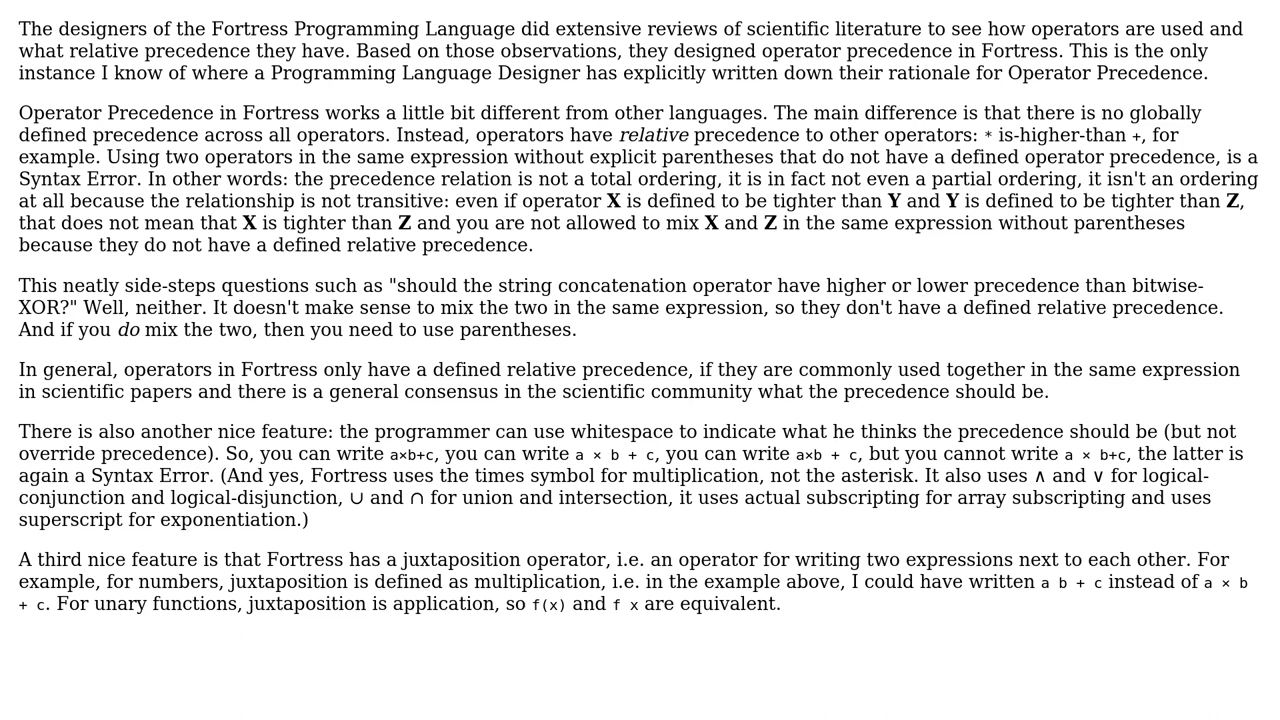 The designers of the Fortress Programming Language did extensive reviews of scientific literature to see how operators are used and
what relative precedence they have. Based on those observations, they designed operator precedence in Fortress. This is the only
instance I know of where a Programming Language Designer has explicitly written down their rationale for Operator Precedence.
Operator Precedence in Fortress works a little bit different from other languages. The main difference is that there is no globally
defined precedence across all operators. Instead, operators have relative precedence to other operators: * is-higher-than +, for
example. Using two operators in the same expression without explicit parentheses that do not have a defined operator precedence, is a
Syntax Error. In other words: the precedence relation is not a total ordering, it is in fact not even a partial ordering, it isn't an ordering
at all because the relationship is not transitive: even if operator X is defined to be tighter than Y and Y is defined to be tighter than Z,
that does not mean that X is tighter than Z and you are not allowed to mix X and Z in the same expression without parentheses
because they do not have a defined relative precedence.
This neatly side-steps questions such as "should the string concatenation operator have higher or lower precedence than bitwise-
XOR?" Well, neither. It doesn't make sense to mix the two in the same expression, so they don't have a defined relative precedence.
And if you do mix the two, then you need to use parentheses.
In general, operators in Fortress only have a defined relative precedence, if they are commonly used together in the same expression
in scientific papers and there is a general consensus in the scientific community what the precedence should be.
There is also another nice feature: the programmer can use whitespace to indicate what he thinks the precedence should be (but not
override precedence). So, you can write a×b+c, you can write a × b + c, you can write a×b + c, but you cannot write a × b+c, the latter is
again a Syntax Error. (And yes, Fortress uses the times symbol for multiplication, not the asterisk. It also uses ∧ and ∨ for logical-
conjunction and logical-disjunction, ∪ and ∩ for union and intersection, it uses actual subscripting for array subscripting and uses
superscript for exponentiation.)
A third nice feature is that Fortress has a juxtaposition operator, i.e. an operator for writing two expressions next to each other. For
example, for numbers, juxtaposition is defined as multiplication, i.e. in the example above, I could have written a b + c instead of a × b
+ c. For unary functions, juxtaposition is application, so f(x) and f x are equivalent.